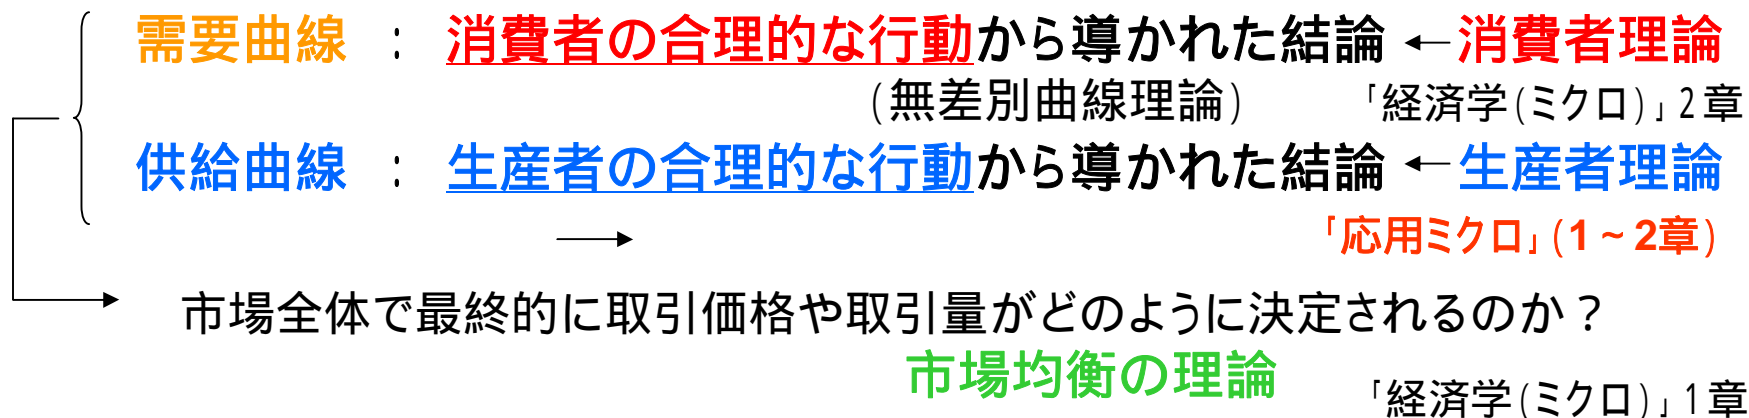 需要曲線 : 消費者の合理的な行動から導かれた結論 ← 消費者理論
(無差別曲線理論) 「経済学(ミクロ)」2章
供給曲線 : 生産者の合理的な行動から導かれた結論 ← 生産者理論
→ 「応用ミクロ」(1~2章)
市場全体で最終的に取引価格や取引量がどのように決定されるのか?
市場均衡の理論
「経済学(ミクロ)」1章